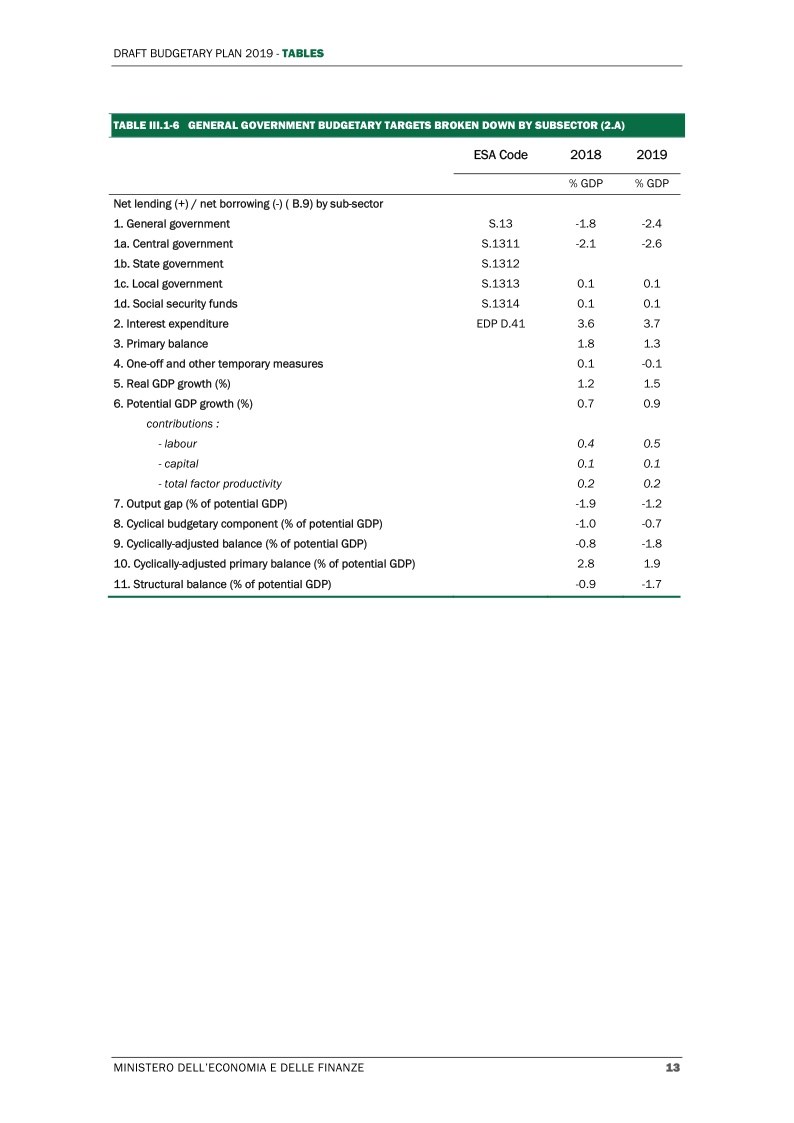 DRAFT BUDGETARY PLAN 2019 - TABLES
TABLE III.1-6 GENERAL GOVERNMENT BUDGETARY TARGETS BROKEN DOWN BY SUBSECTOR (2.A)
ESA Code 2018 2019
% GDP % GDP
Net lending (+) / net borrowing (-) ( B.9) by sub-sector
1. General government S.13 -1.8 -2.4
1a. Central government S.1311 -2.1 -2.6
1b. State government S.1312
1c. Local government S.1313 0.1 0.1
1d. Social security funds S.1314 0.1 0.1
2. Interest expenditure EDP D.41 3.6 3.7
3. Primary balance 1.8 1.3
4. One-off and other temporary measures 0.1 -0.1
5. Real GDP growth (%) 1.2 1.5
6. Potential GDP growth (%) 0.7 0.9
contributions :
- labour 0.4 0.5
- capital 0.1 0.1
- total factor productivity 0.2 0.2
7. Output gap (% of potential GDP) -1.9 -1.2
8. Cyclical budgetary component (% of potential GDP) -1.0 -0.7
9. Cyclically-adjusted balance (% of potential GDP) -0.8 -1.8
10. Cyclically-adjusted primary balance (% of potential GDP) 2.8 1.9
11. Structural balance (% of potential GDP) -0.9 -1.7
MINISTERO DELL'ECONOMIA E DELLE FINANZE 13